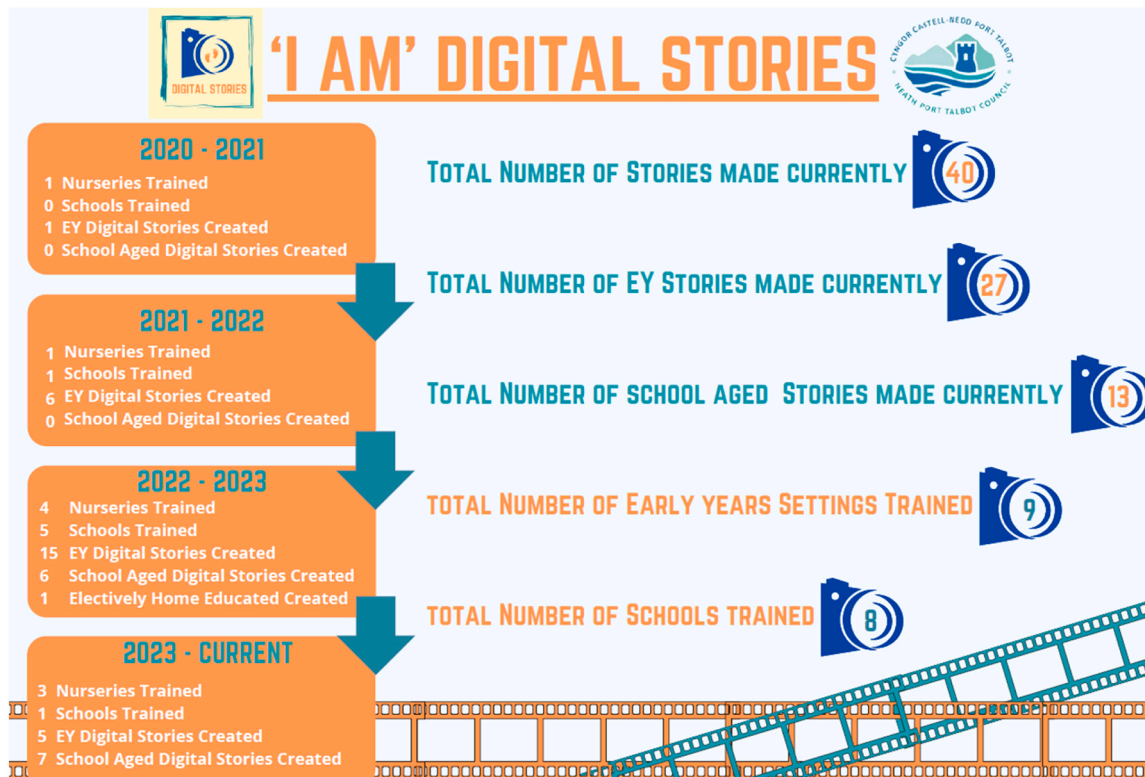 DIGITAL STORIES
‘I AM’ DIGITAL STORIES
CYNGOR CASTELL-NEDD PORT TALBOT
NEATH PORT TALBOT COUNCIL
2020 - 2021
1 Nurseries Trained
0 Schools Trained
1 EY Digital Stories Created
0 School Aged Digital Stories Created
2021 - 2022
1 Nurseries Trained
1 Schools Trained
6 EY Digital Stories Created
0 School Aged Digital Stories Created
2022 - 2023
4 Nurseries Trained
5 Schools Trained
15 EY Digital Stories Created
6 School Aged Digital Stories Created
1 Electively Home Educated Created
2023 - CURRENT
3 Nurseries Trained
1 Schools Trained
5 EY Digital Stories Created
7 School Aged Digital Stories Created
Total Number of Stories made currently 40
Total Number of EY Stories made currently 27
Total Number of school aged Stories made currently 13
total Number of Early years Settings Trained 9
total Number of Schools trained 8